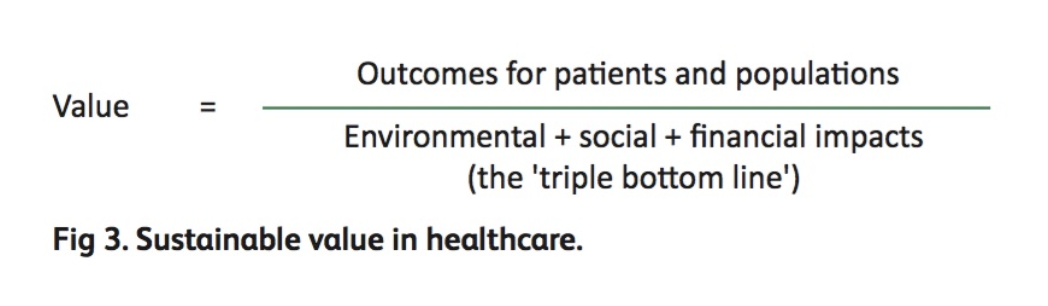 Outcomes for patients and populations
Value =
Environmental + social + financial impacts
(the 'triple bottom line')
Fig 3. Sustainable value in healthcare.